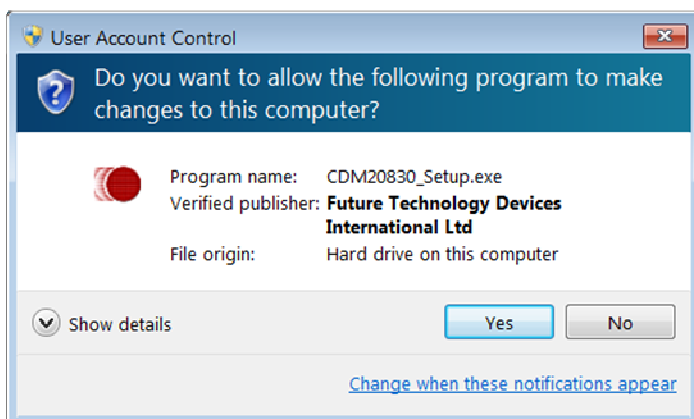 User Account Control
Do you want to allow the following program to make
changes to this computer?
Program name: CDM20830_Setup.exe
Verified publisher: Future Technology Devices
International Ltd
File origin: Hard drive on this computer
Show details
Yes
No
Change when these notifications appear